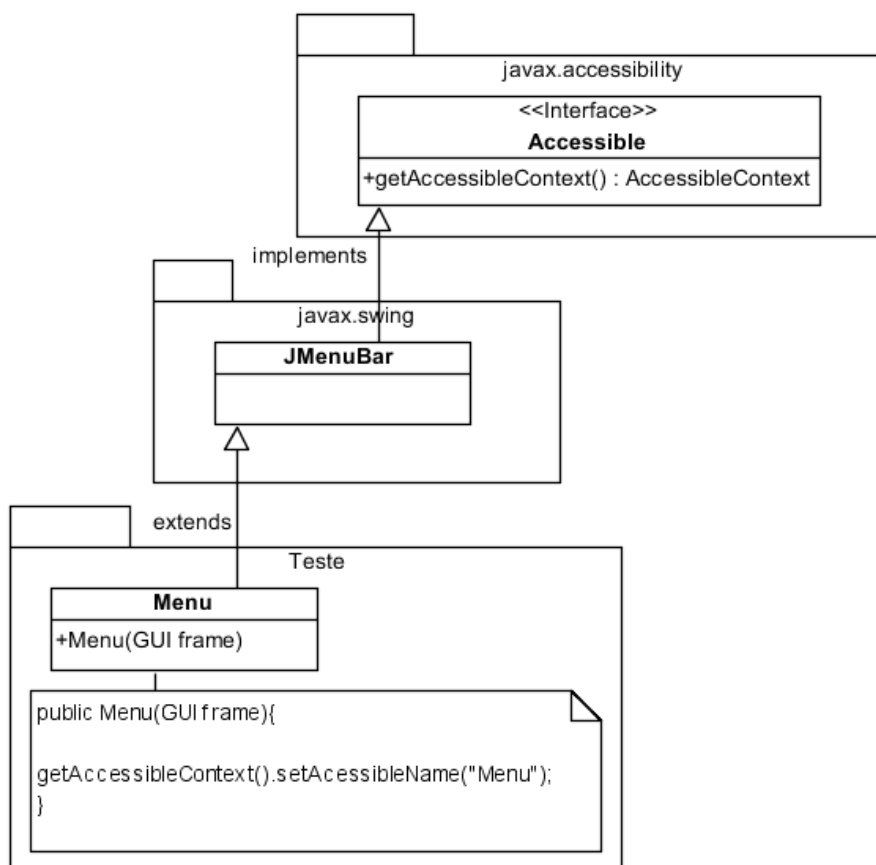 javax.accessibility
<<Interface>>
Accessible
+getAccessibleContext() : AccessibleContext
implements
javax.swing
JMenuBar
extends
Teste
Menu
+Menu(GUI frame)
public Menu(GUI frame){
getAccessibleContext().setAcessibleName("Menu");
}